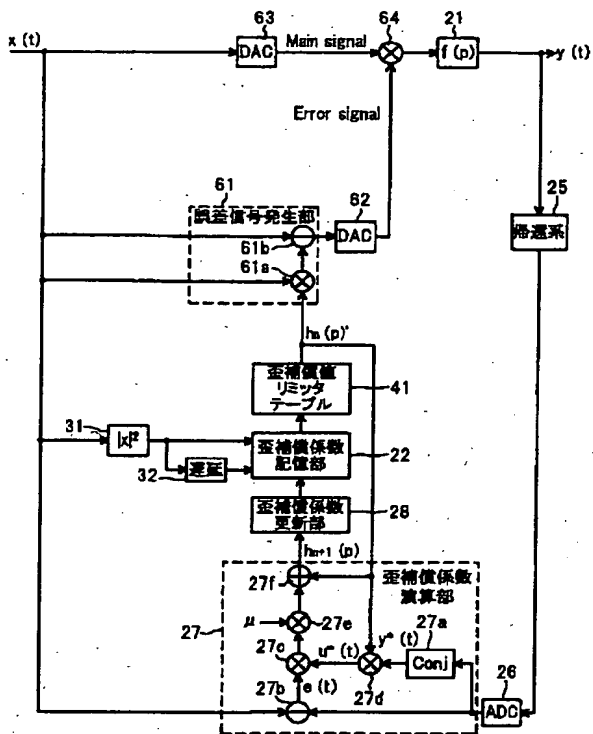 63
64
21
x(t)
DAC
Main signal
f(p)
y(t)
Error signal
61
62
25
誤差信号発生部
61b
DAC
帰還系
61a
hn(p)'
歪補償値
リミッタ
テーブル
41
31
|x|²
歪補償係数
記憶部
22
32
遅延
歪補償係数
更新部
28
hn+1(p)
27f
歪補償係数
演算部
27
μ
27e
y*(t)
27a
27c
u*(t)
Conj
27b
e(t)
27d
26
ADC